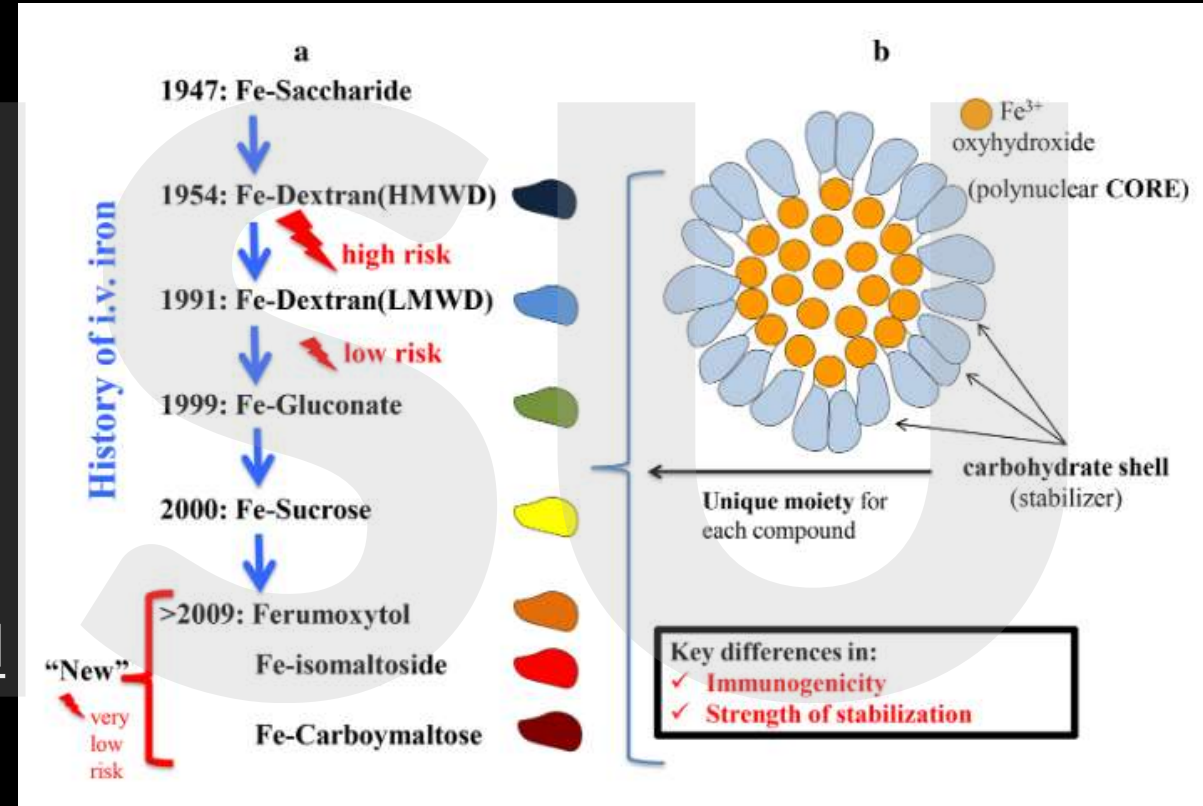 a
1947: Fe-Saccharide
1954: Fe-Dextran(HMWD)
high risk
1991: Fe-Dextran(LMWD)
low risk
1999: Fe-Gluconate
2000: Fe-Sucrose
>2009: Ferumoxytol
Fe-isomaltoside
Fe-Carboymaltose
History of i.v. iron
“New”
very
low
risk
b
Fe³⁺
oxyhydroxide
(polynuclear CORE)
carbohydrate shell
(stabilizer)
Unique moiety for
each compound
Key differences in:
✓ Immunogenicity
✓ Strength of stabilization
SU